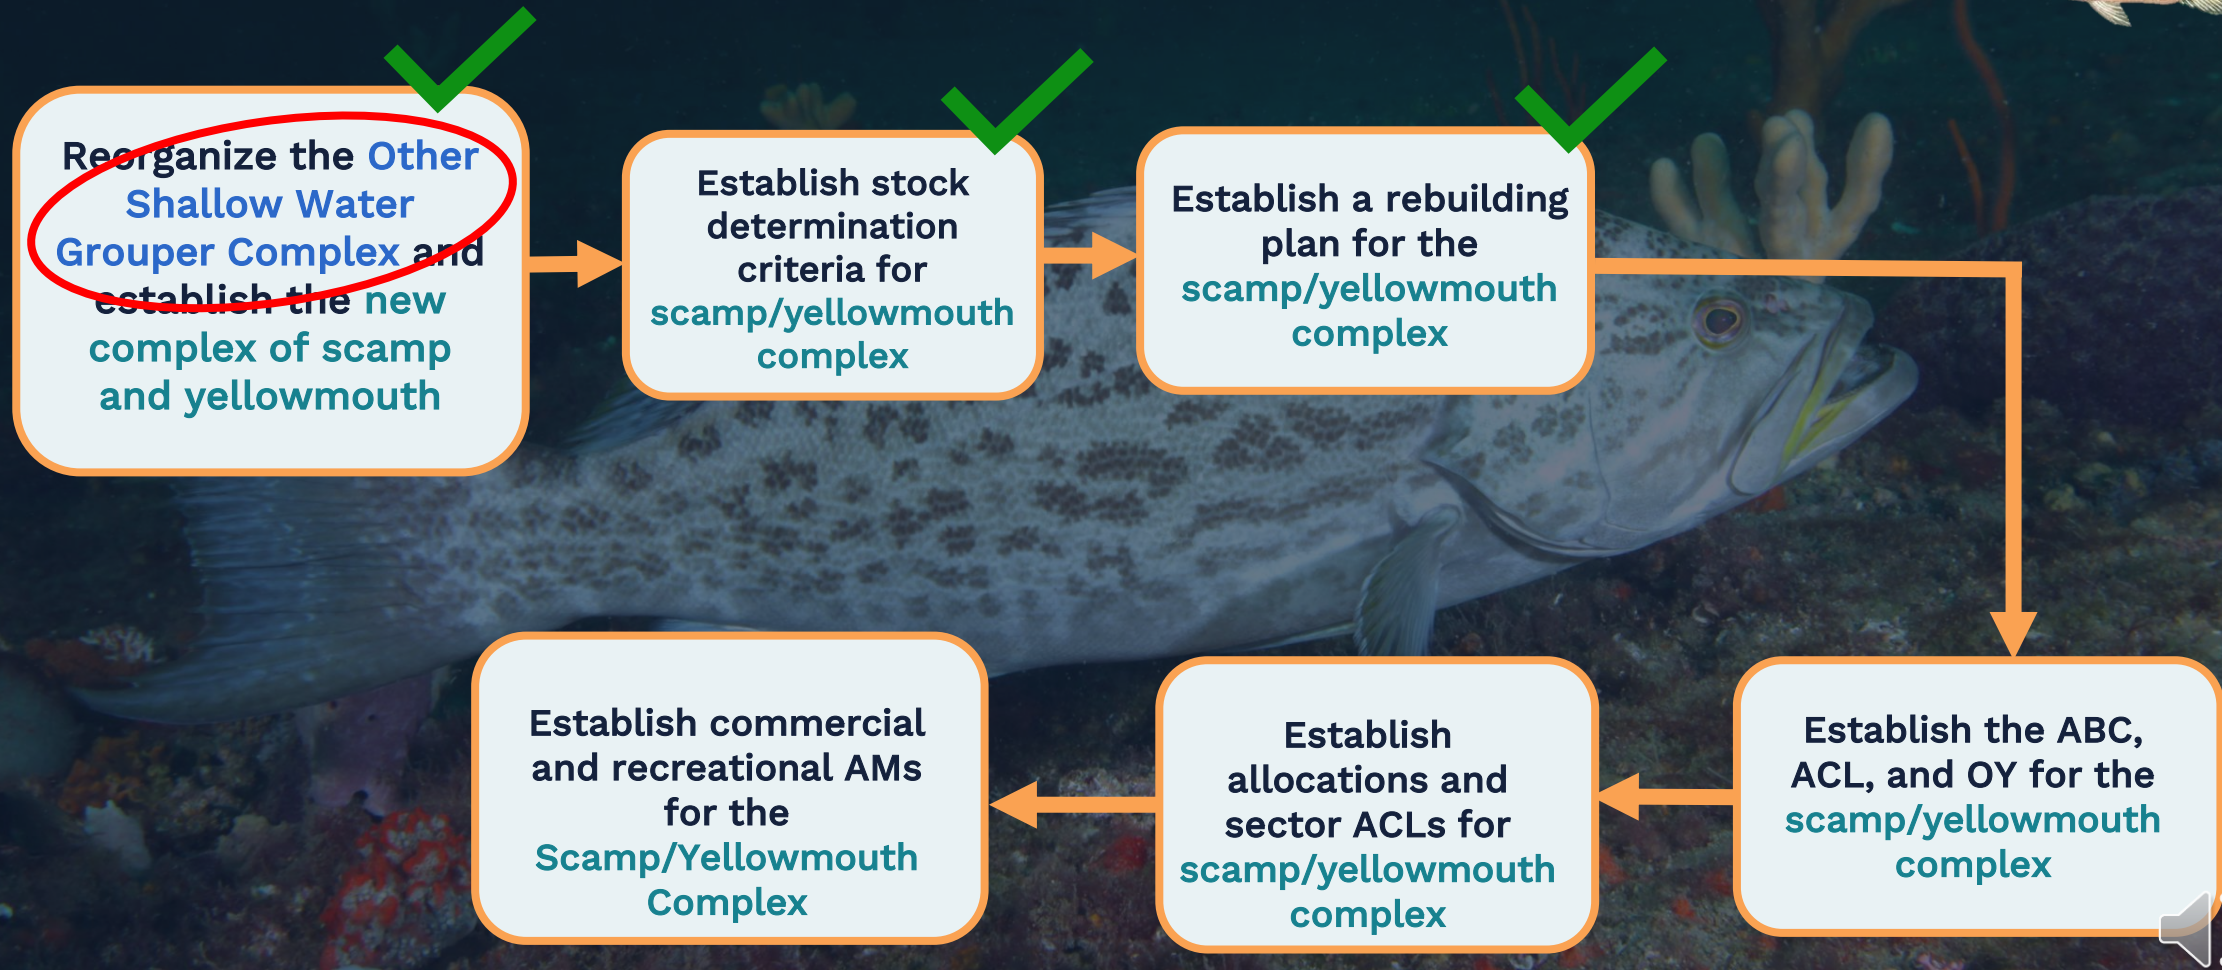 Reorganize the Other
Shallow Water
Grouper Complex and
establish the new
complex of scamp
and yellowmouth
Establish stock
determination
criteria for
scamp/yellowmouth
complex
Establish a rebuilding
plan for the
scamp/yellowmouth
complex
Establish the ABC,
ACL, and OY for the
scamp/yellowmouth
complex
Establish
allocations and
sector ACLs for
scamp/yellowmouth
complex
Establish commercial
and recreational AMs
for the
Scamp/Yellowmouth
Complex